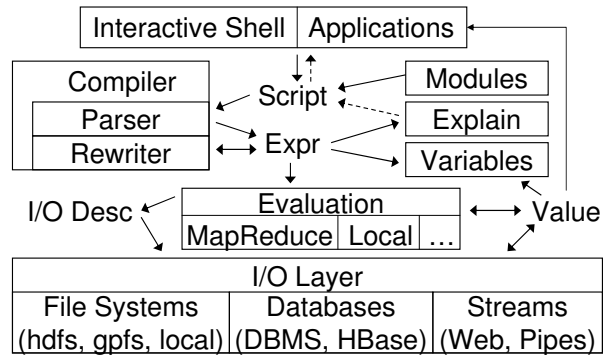 Interactive Shell Applications
Compiler
Parser
Rewriter
Script
Expr
Modules
Explain
Variables
I/O Desc
Evaluation
MapReduce Local ...
Value
I/O Layer
File Systems
(hdfs, gpfs, local)
Databases
(DBMS, HBase)
Streams
(Web, Pipes)